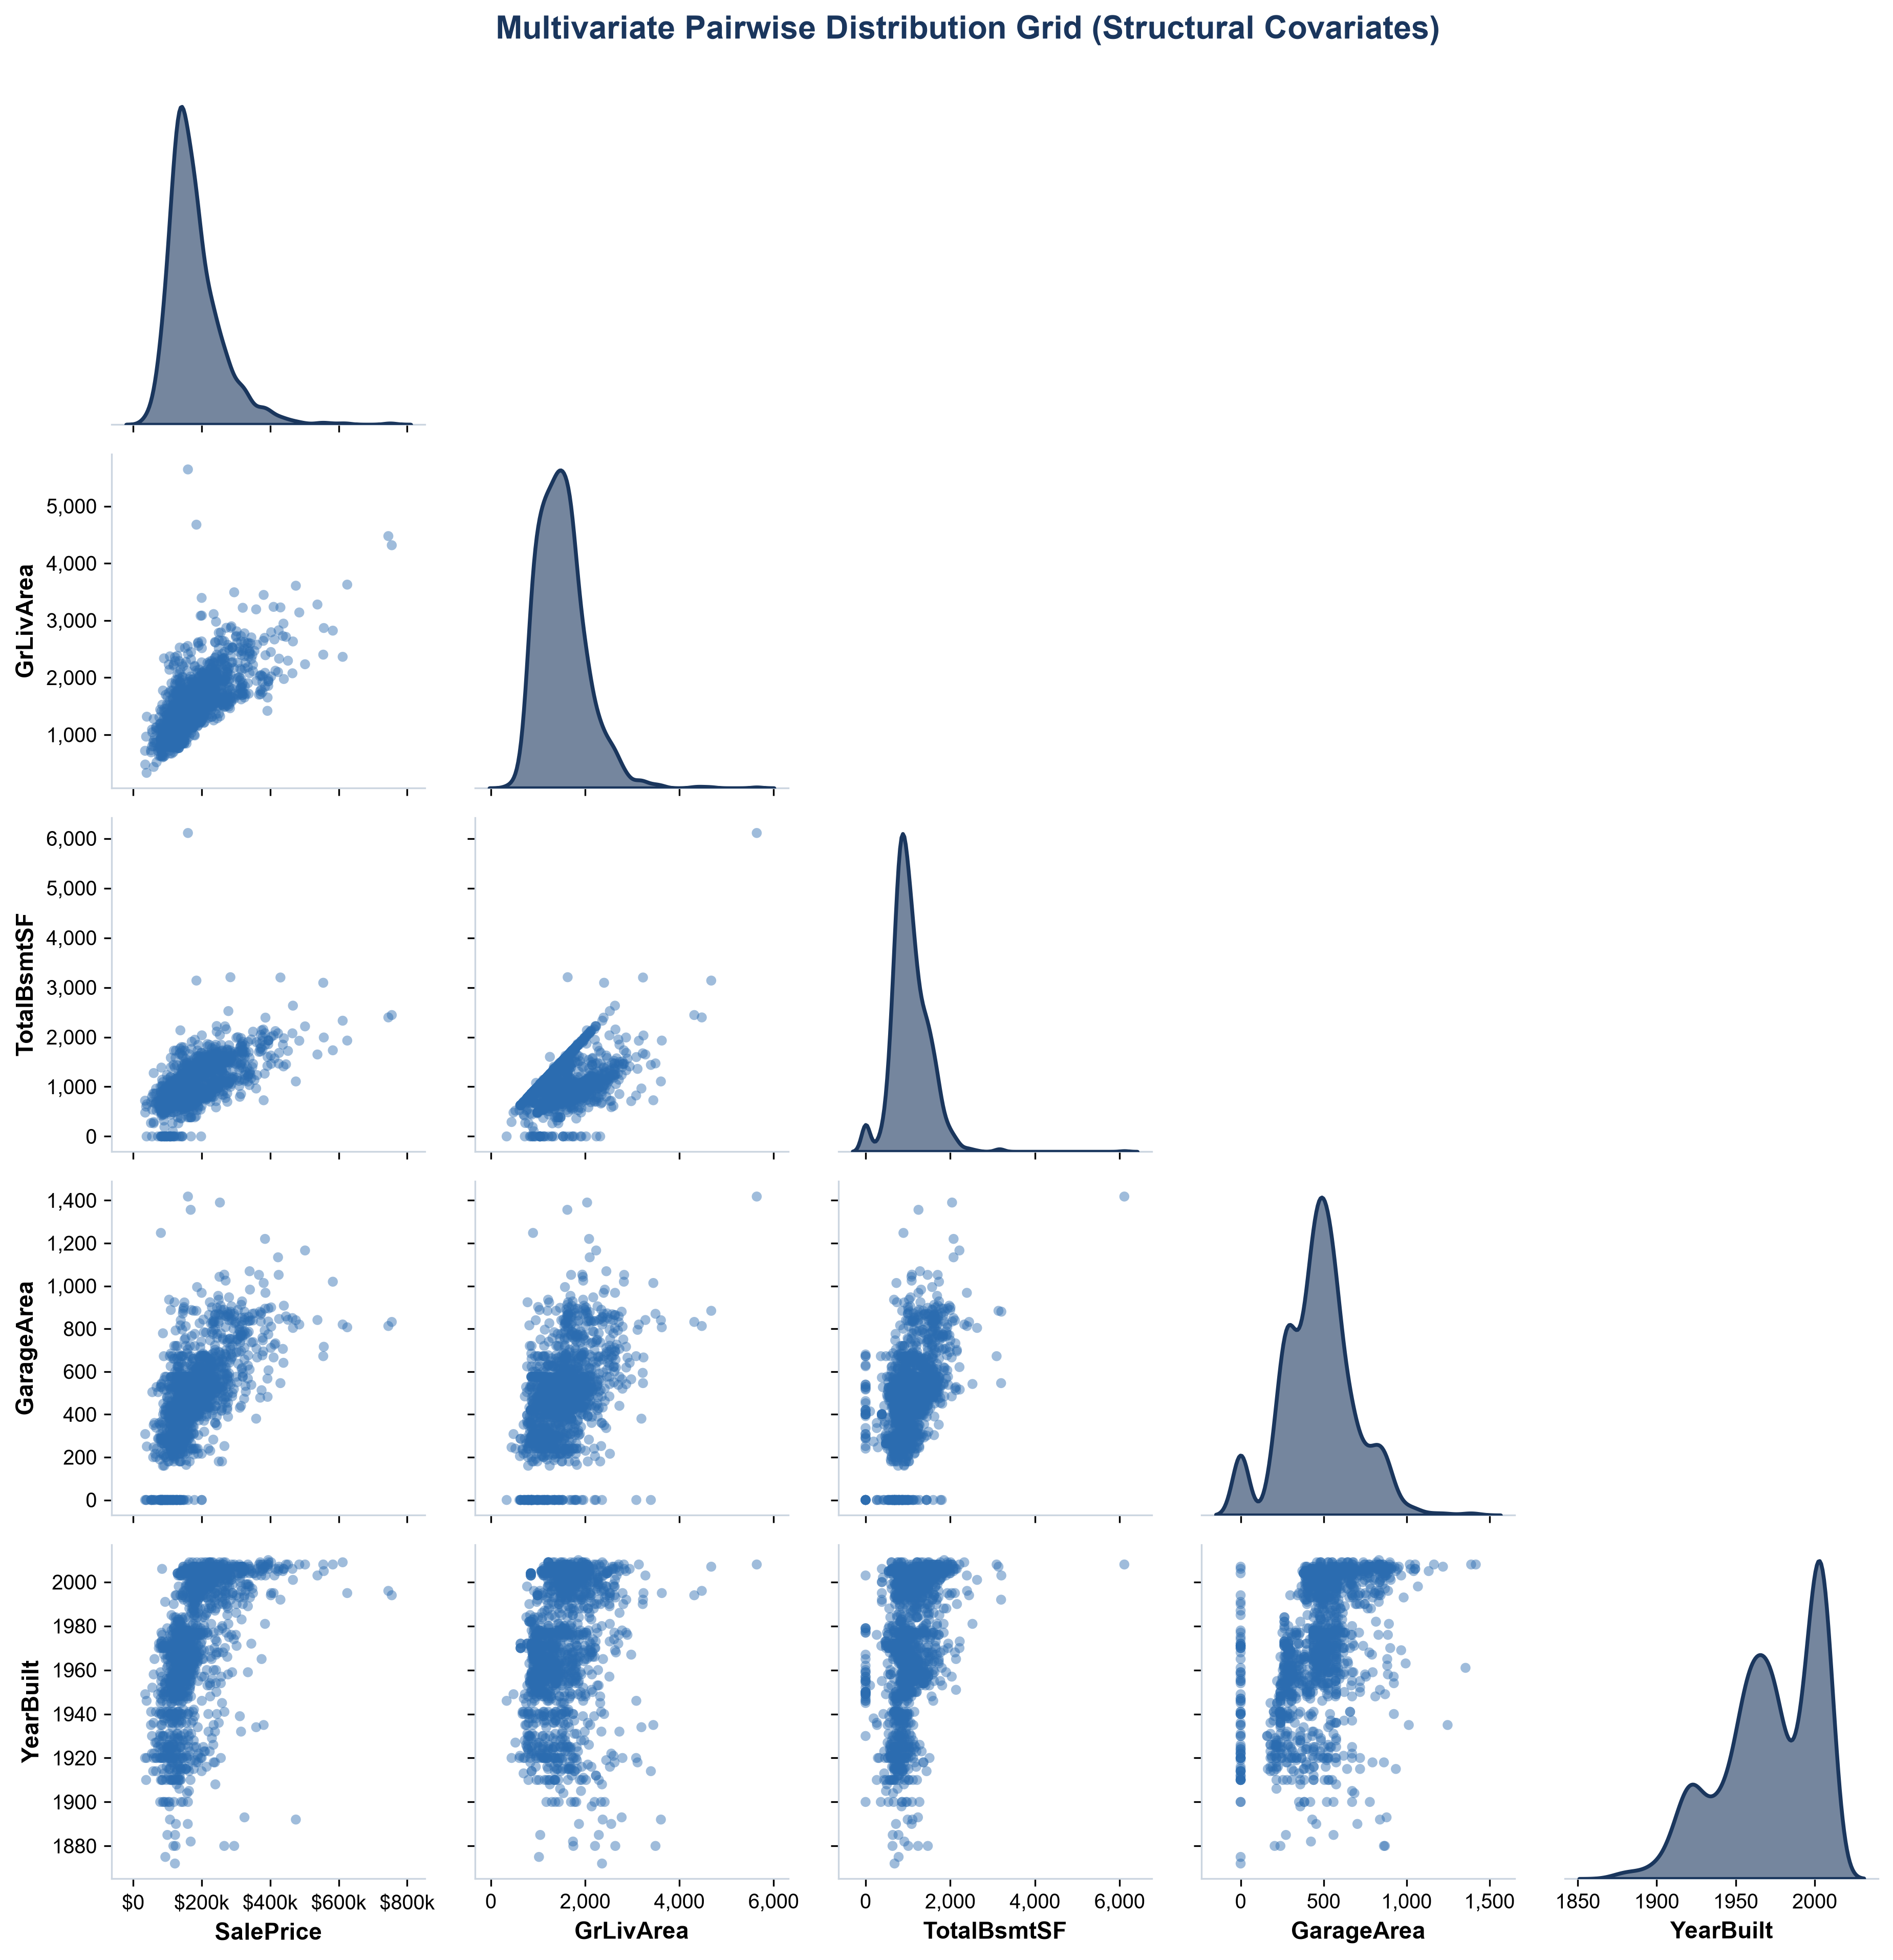 Multivariate Pairwise Distribution Grid (Structural Covariates)
5,000
4,000
3,000
2,000
1,000
GrLivArea
6,000
5,000
4,000
3,000
2,000
1,000
0
TotalBsmtSF
1,400
1,200
1,000
800
600
400
200
0
GarageArea
2000
1980
1960
1940
1920
1900
1880
YearBuilt
$0 $200k $400k $600k $800k
SalePrice
0 2,000 4,000 6,000
GrLivArea
0 2,000 4,000 6,000
TotalBsmtSF
0 500 1,000 1,500
GarageArea
1850 1900 1950 2000
YearBuilt